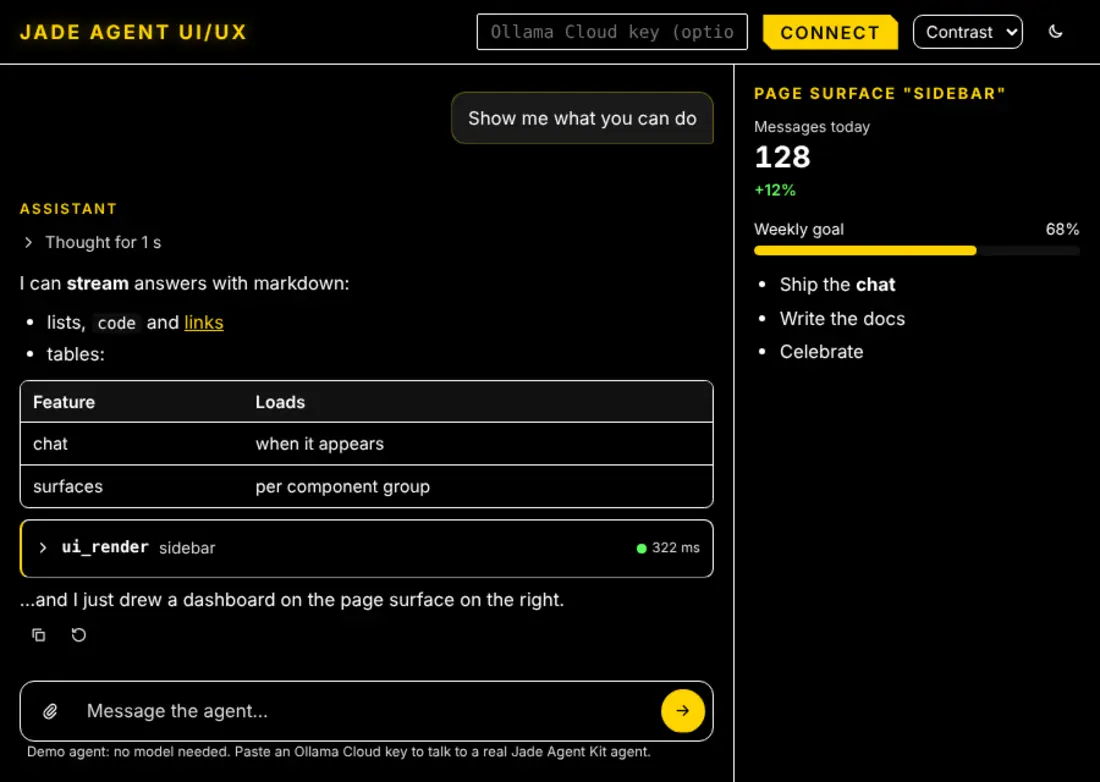 JADE AGENT UI/UX
Ollama Cloud key (optio
CONNECT
Contrast
Show me what you can do
ASSISTANT
Thought for 1 s
I can stream answers with markdown:
• lists, code and links
• tables:
Feature Loads
chat when it appears
surfaces per component group
ui_render sidebar 322 ms
…and I just drew a dashboard on the page surface on the right.
Message the agent…
Demo agent: no model needed. Paste an Ollama Cloud key to talk to a real Jade Agent Kit agent.
PAGE SURFACE "SIDEBAR"
Messages today
128
+12%
Weekly goal 68%
• Ship the chat
• Write the docs
• Celebrate